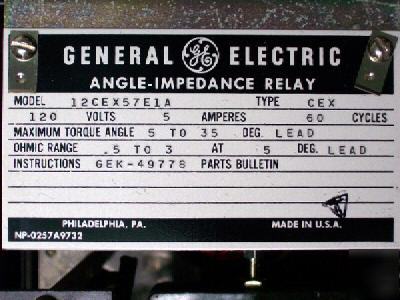 GENERAL GE ELECTRIC
ANGLE-IMPEDANCE RELAY
MODEL 12CEX57E1A TYPE CEX
120 VOLTS 5 AMPERES 60 CYCLES
MAXIMUM TORQUE ANGLE 5 TO 35 DEG. LEAD
OHMIC RANGE .5 TO 3 AT 5 DEG. LEAD
INSTRUCTIONS GEK-49778 PARTS BULLETIN
PHILADELPHIA, PA. MADE IN U.S.A.
NP-0257A9732